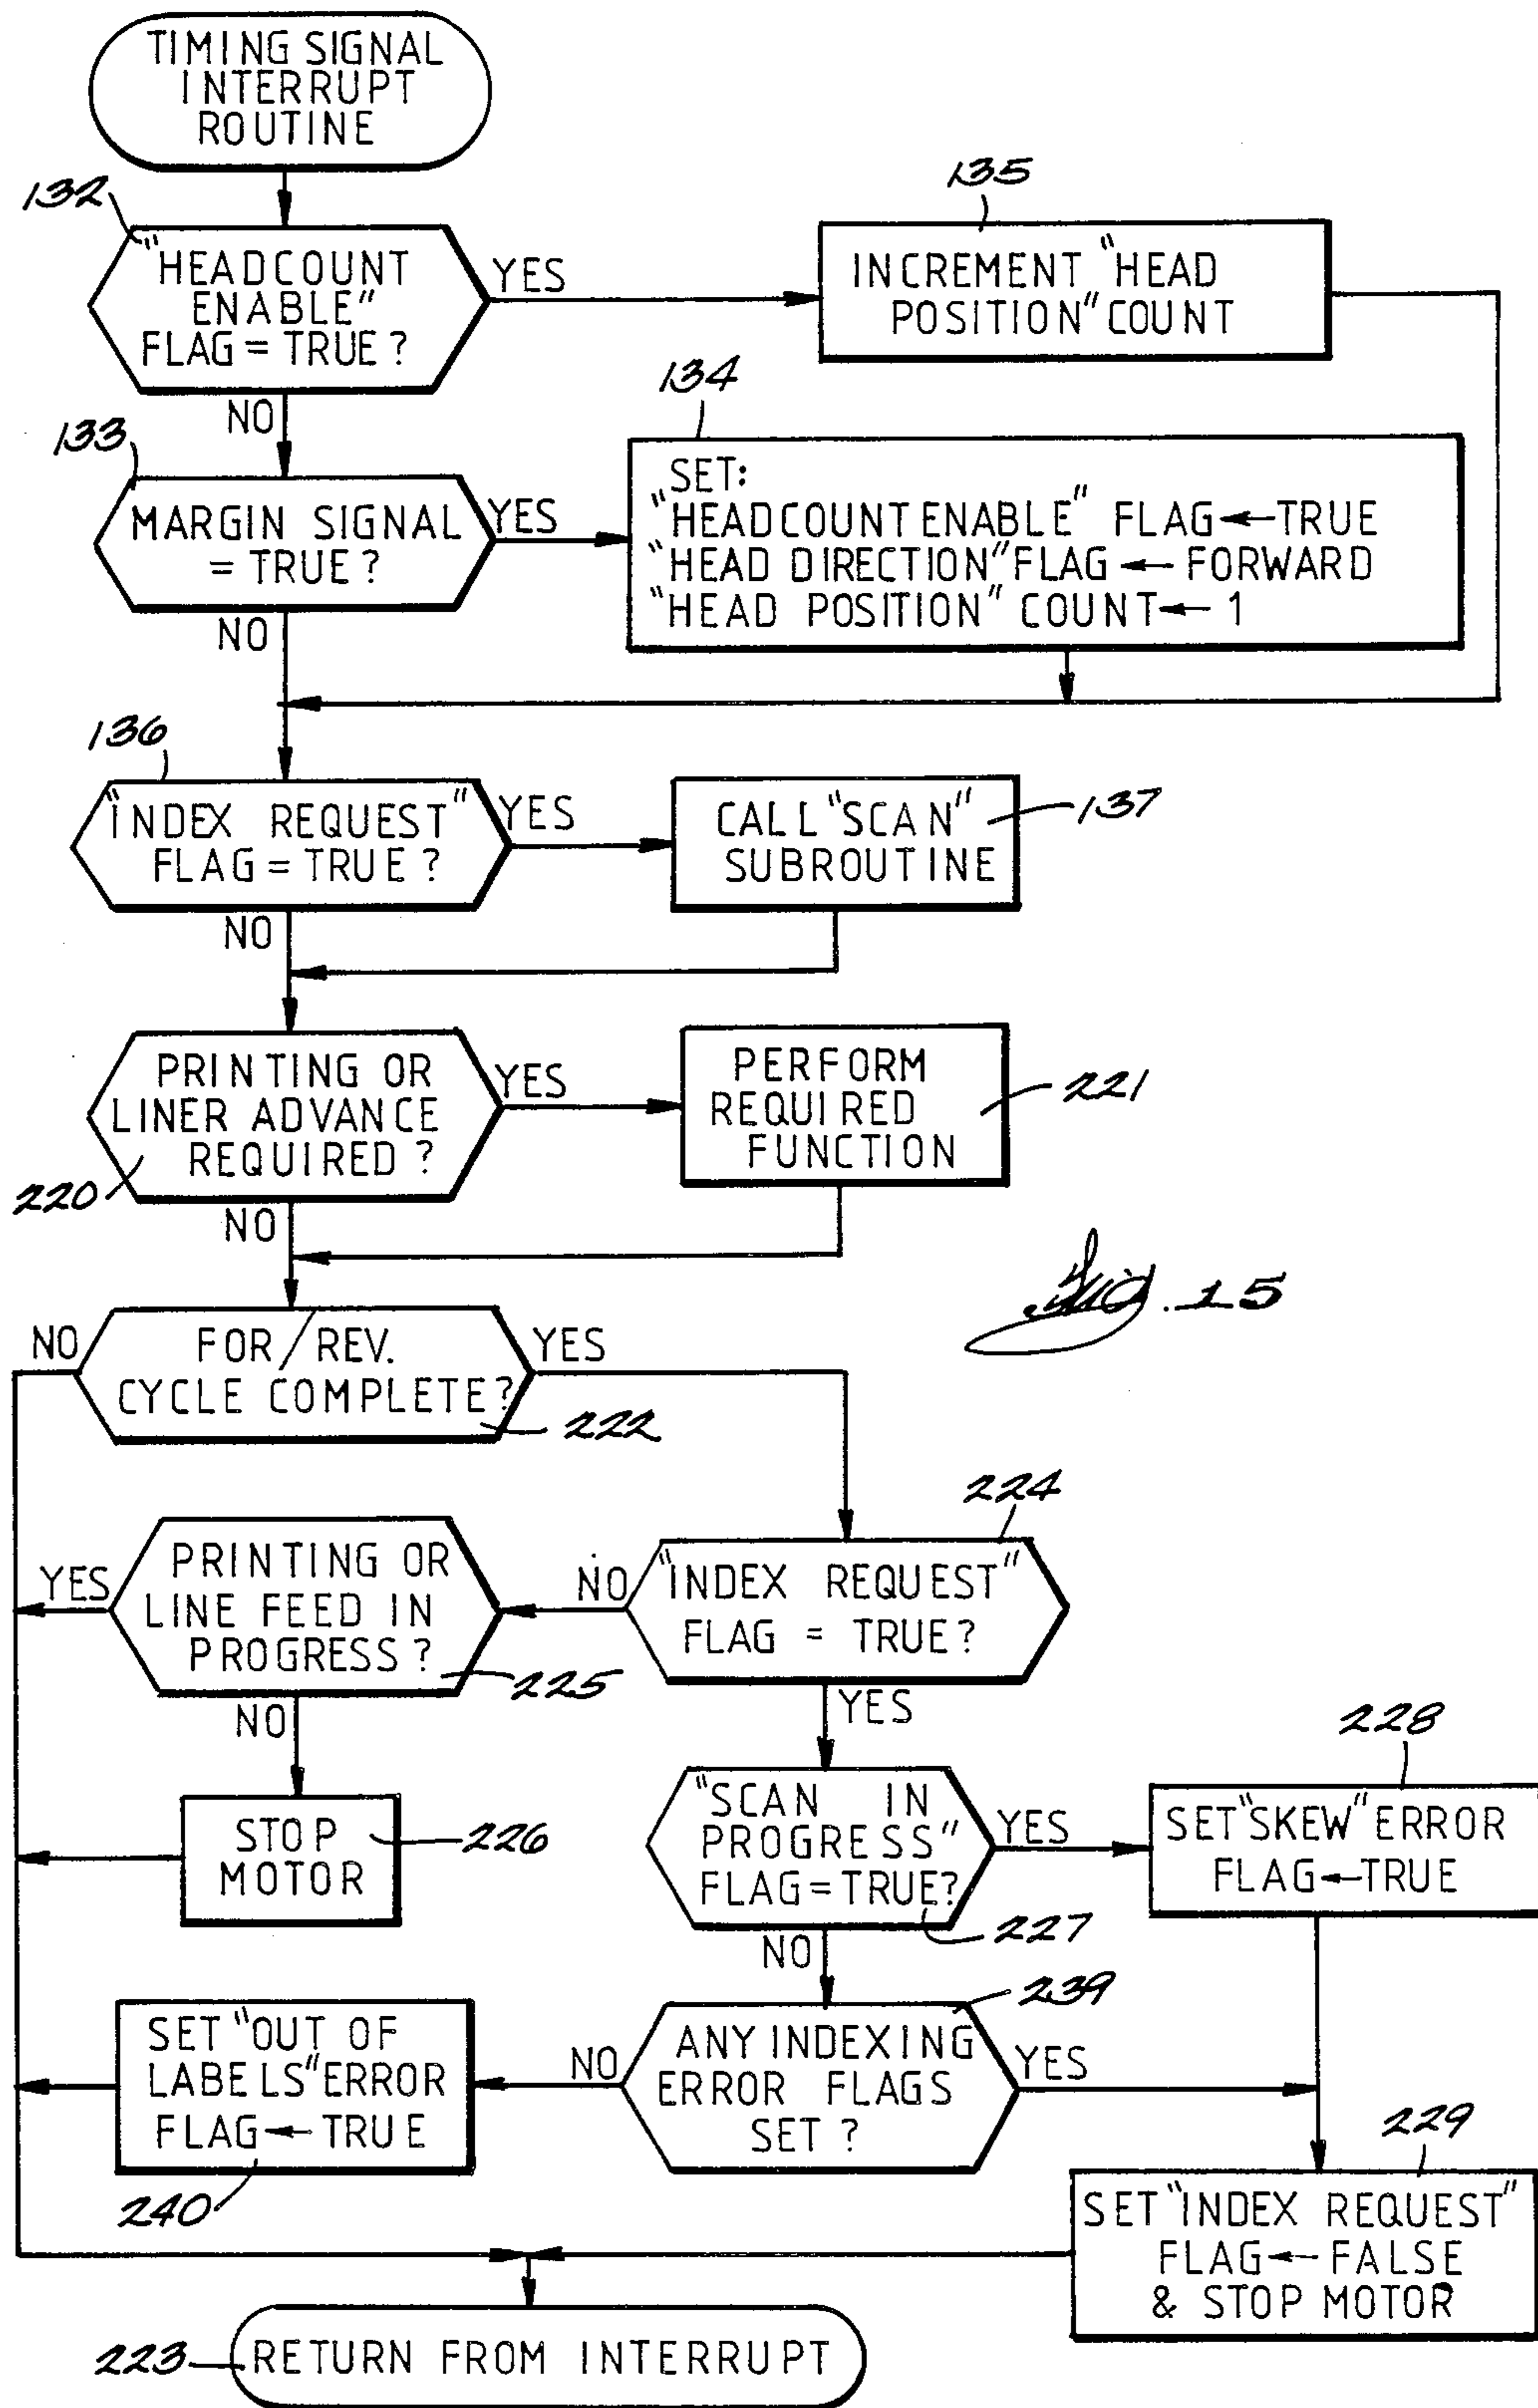 TIMING SIGNAL
INTERRUPT
ROUTINE
132
"HEADCOUNT
ENABLE"
FLAG = TRUE?
YES
NO
135
INCREMENT "HEAD
POSITION" COUNT
133
MARGIN SIGNAL
= TRUE?
YES
NO
134
"SET:
"HEADCOUNT ENABLE" FLAG ← TRUE
"HEAD DIRECTION" FLAG ← FORWARD
"HEAD POSITION" COUNT ← 1
136
"INDEX REQUEST"
FLAG = TRUE?
YES
NO
CALL "SCAN"
SUBROUTINE
137
PRINTING OR
LINER ADVANCE
REQUIRED?
220
YES
NO
PERFORM
REQUIRED
FUNCTION
221
Fig. 15
NO
FOR/REV.
CYCLE COMPLETE?
YES
222
224
"INDEX REQUEST"
FLAG = TRUE?
NO
YES
PRINTING OR
LINE FEED IN
PROGRESS?
225
YES
NO
STOP
MOTOR
226
"SCAN IN
PROGRESS"
FLAG = TRUE?
227
YES
NO
228
SET "SKEW" ERROR
FLAG ← TRUE
239
ANY INDEXING
ERROR FLAGS
SET?
NO
YES
SET "OUT OF
LABELS" ERROR
FLAG ← TRUE
240
229
SET "INDEX REQUEST"
FLAG ← FALSE
& STOP MOTOR
223
RETURN FROM INTERRUPT